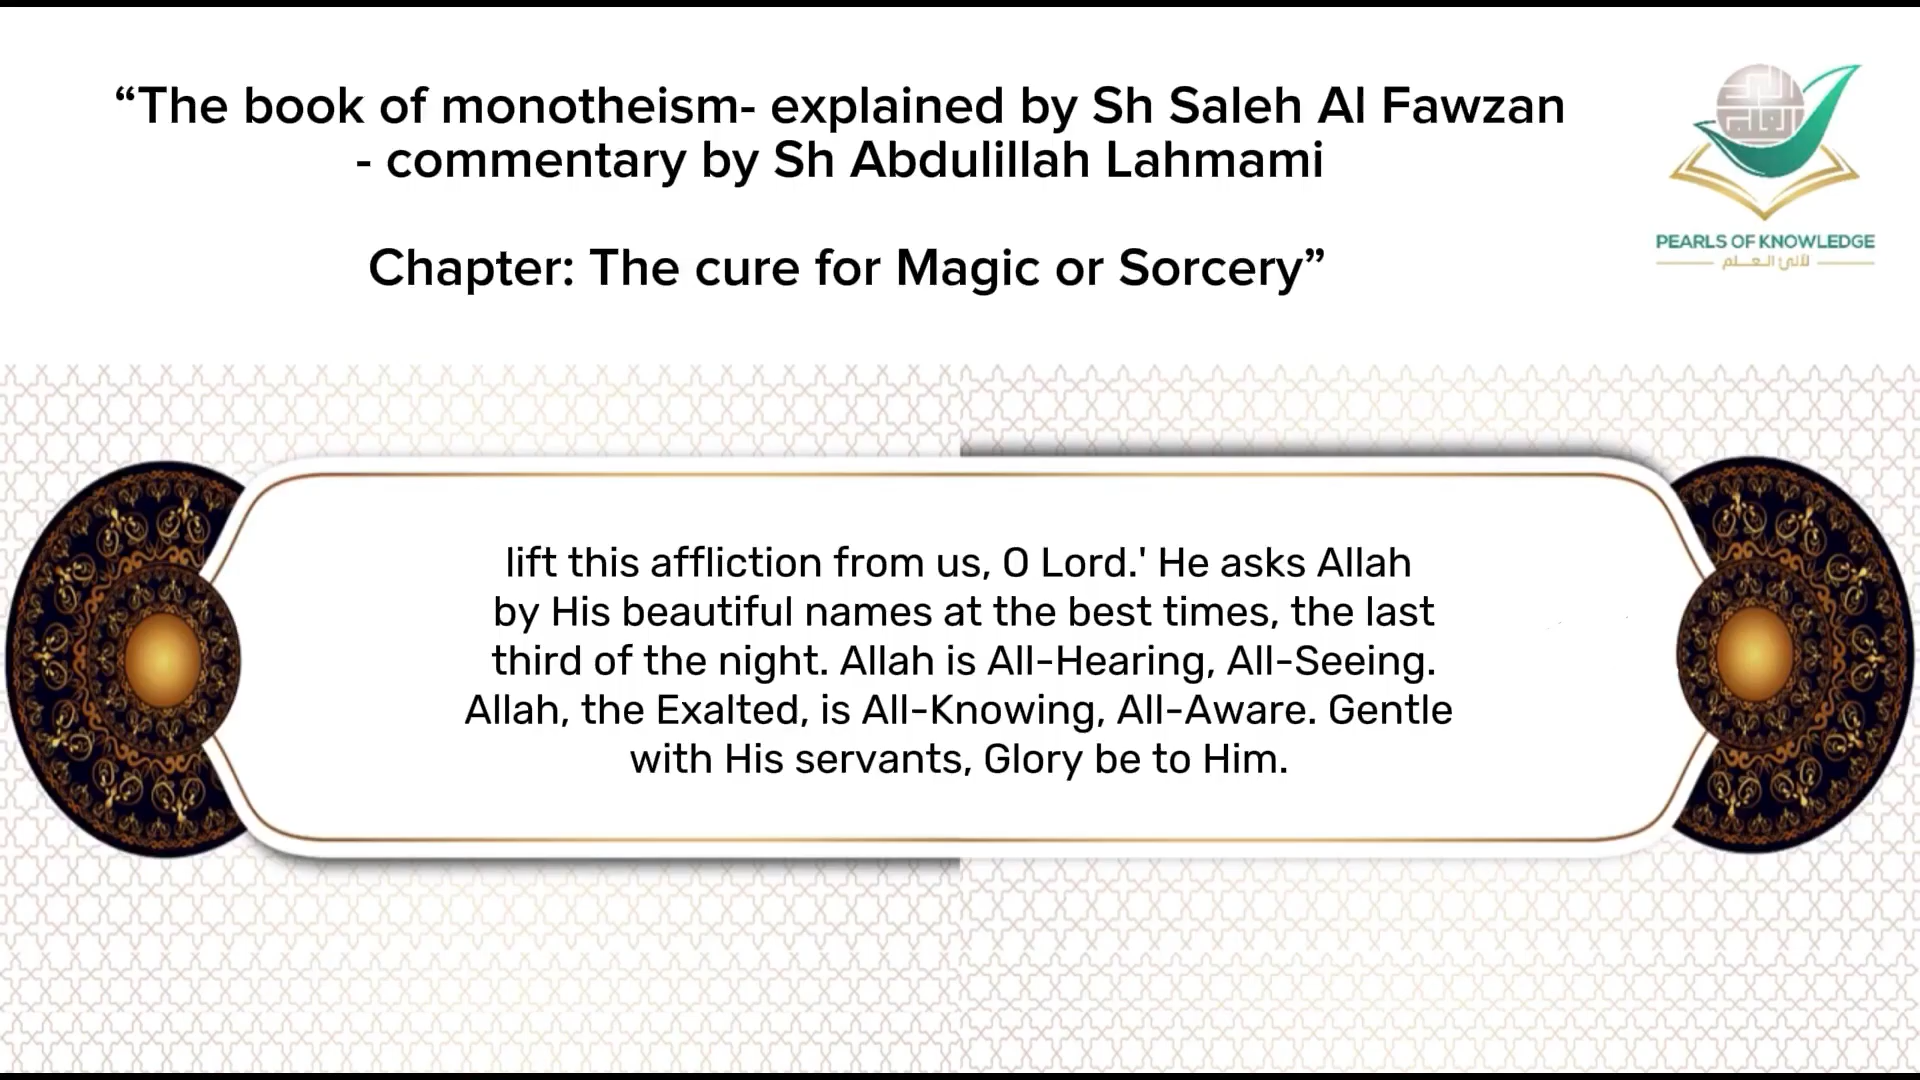 “The book of monotheism- explained by Sh Saleh Al Fawzan
- commentary by Sh Abdulillah Lahmami
Chapter: The cure for Magic or Sorcery”
PEARLS OF KNOWLEDGE
لآلئ العلم
lift this affliction from us, O Lord.' He asks Allah
by His beautiful names at the best times, the last
third of the night. Allah is All-Hearing, All-Seeing.
Allah, the Exalted, is All-Knowing, All-Aware. Gentle
with His servants, Glory be to Him.